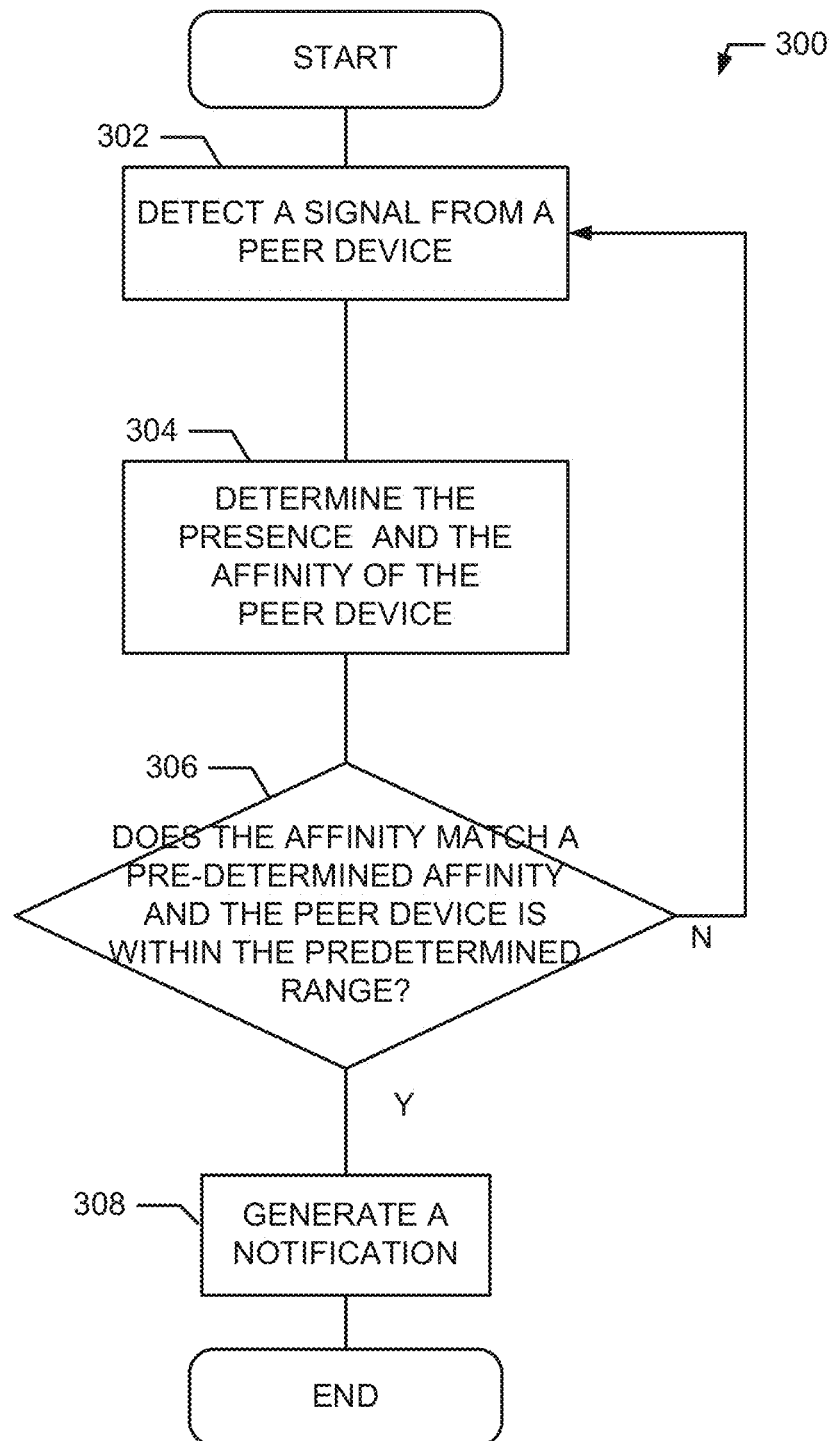 START
300
302
DETECT A SIGNAL FROM A
PEER DEVICE
304
DETERMINE THE
PRESENCE AND THE
AFFINITY OF THE
PEER DEVICE
306
DOES THE AFFINITY MATCH A
PRE-DETERMINED AFFINITY
AND THE PEER DEVICE IS
WITHIN THE PREDETERMINED
RANGE?
N
Y
308
GENERATE A
NOTIFICATION
END